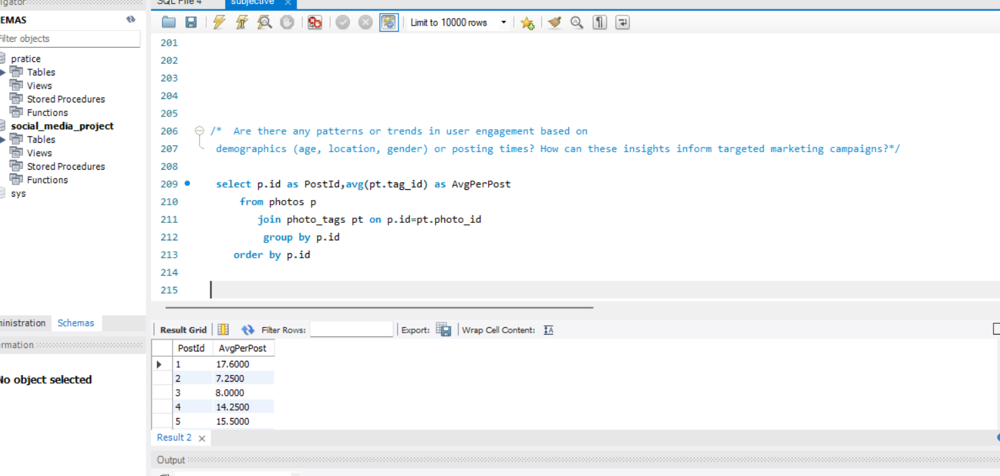 SQL File 4
subjective
EMAS
Filter objects
pratice
Tables
Views
Stored Procedures
Functions
social_media_project
Tables
Views
Stored Procedures
Functions
sys
ministration Schemas
ormation
No object selected
Limit to 10000 rows
201
202
203
204
205
206 /*  Are there any patterns or trends in user engagement based on
207 demographics (age, location, gender) or posting times? How can these insights inform targeted marketing campaigns?*/
208
209 select p.id as PostId,avg(pt.tag_id) as AvgPerPost
210 from photos p
211 join photo_tags pt on p.id=pt.photo_id
212 group by p.id
213 order by p.id
214
215
Result Grid Filter Rows: Export: Wrap Cell Content: IA
PostId AvgPerPost
1 17.6000
2 7.2500
3 8.0000
4 14.2500
5 15.5000
Result 2
Output